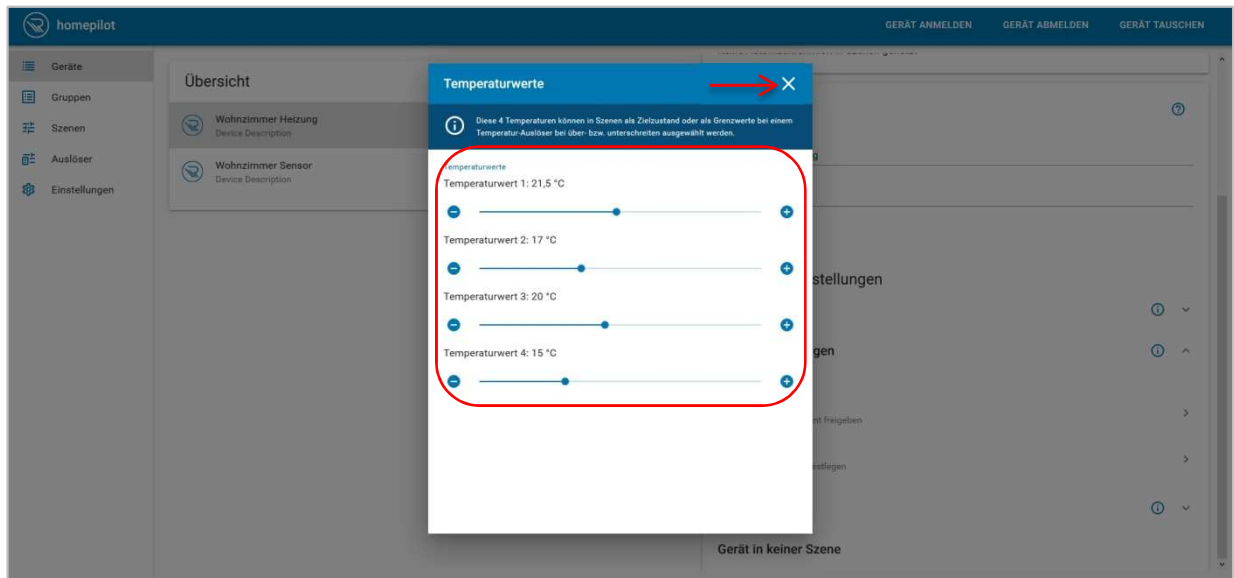 homepilot
GERÄT ANMELDEN GERÄT ABMELDEN GERÄT TAUSCHEN
Geräte
Gruppen
Szenen
Auslöser
Einstellungen
Übersicht
Wohnzimmer Heizung
Device Description
Wohnzimmer Sensor
Device Description
Temperaturwerte
Diese 4 Temperaturen können in Szenen als Zielzustand oder als Grenzwerte bei einem
Temperatur-Auslöser bei über- bzw. unterschreiten ausgewählt werden.
Temperaturwerte
Temperaturwert 1: 21,5 °C
Temperaturwert 2: 17 °C
Temperaturwert 3: 20 °C
Temperaturwert 4: 15 °C
g
stellungen
gen
nt freigeben
estlegen
Gerät in keiner Szene